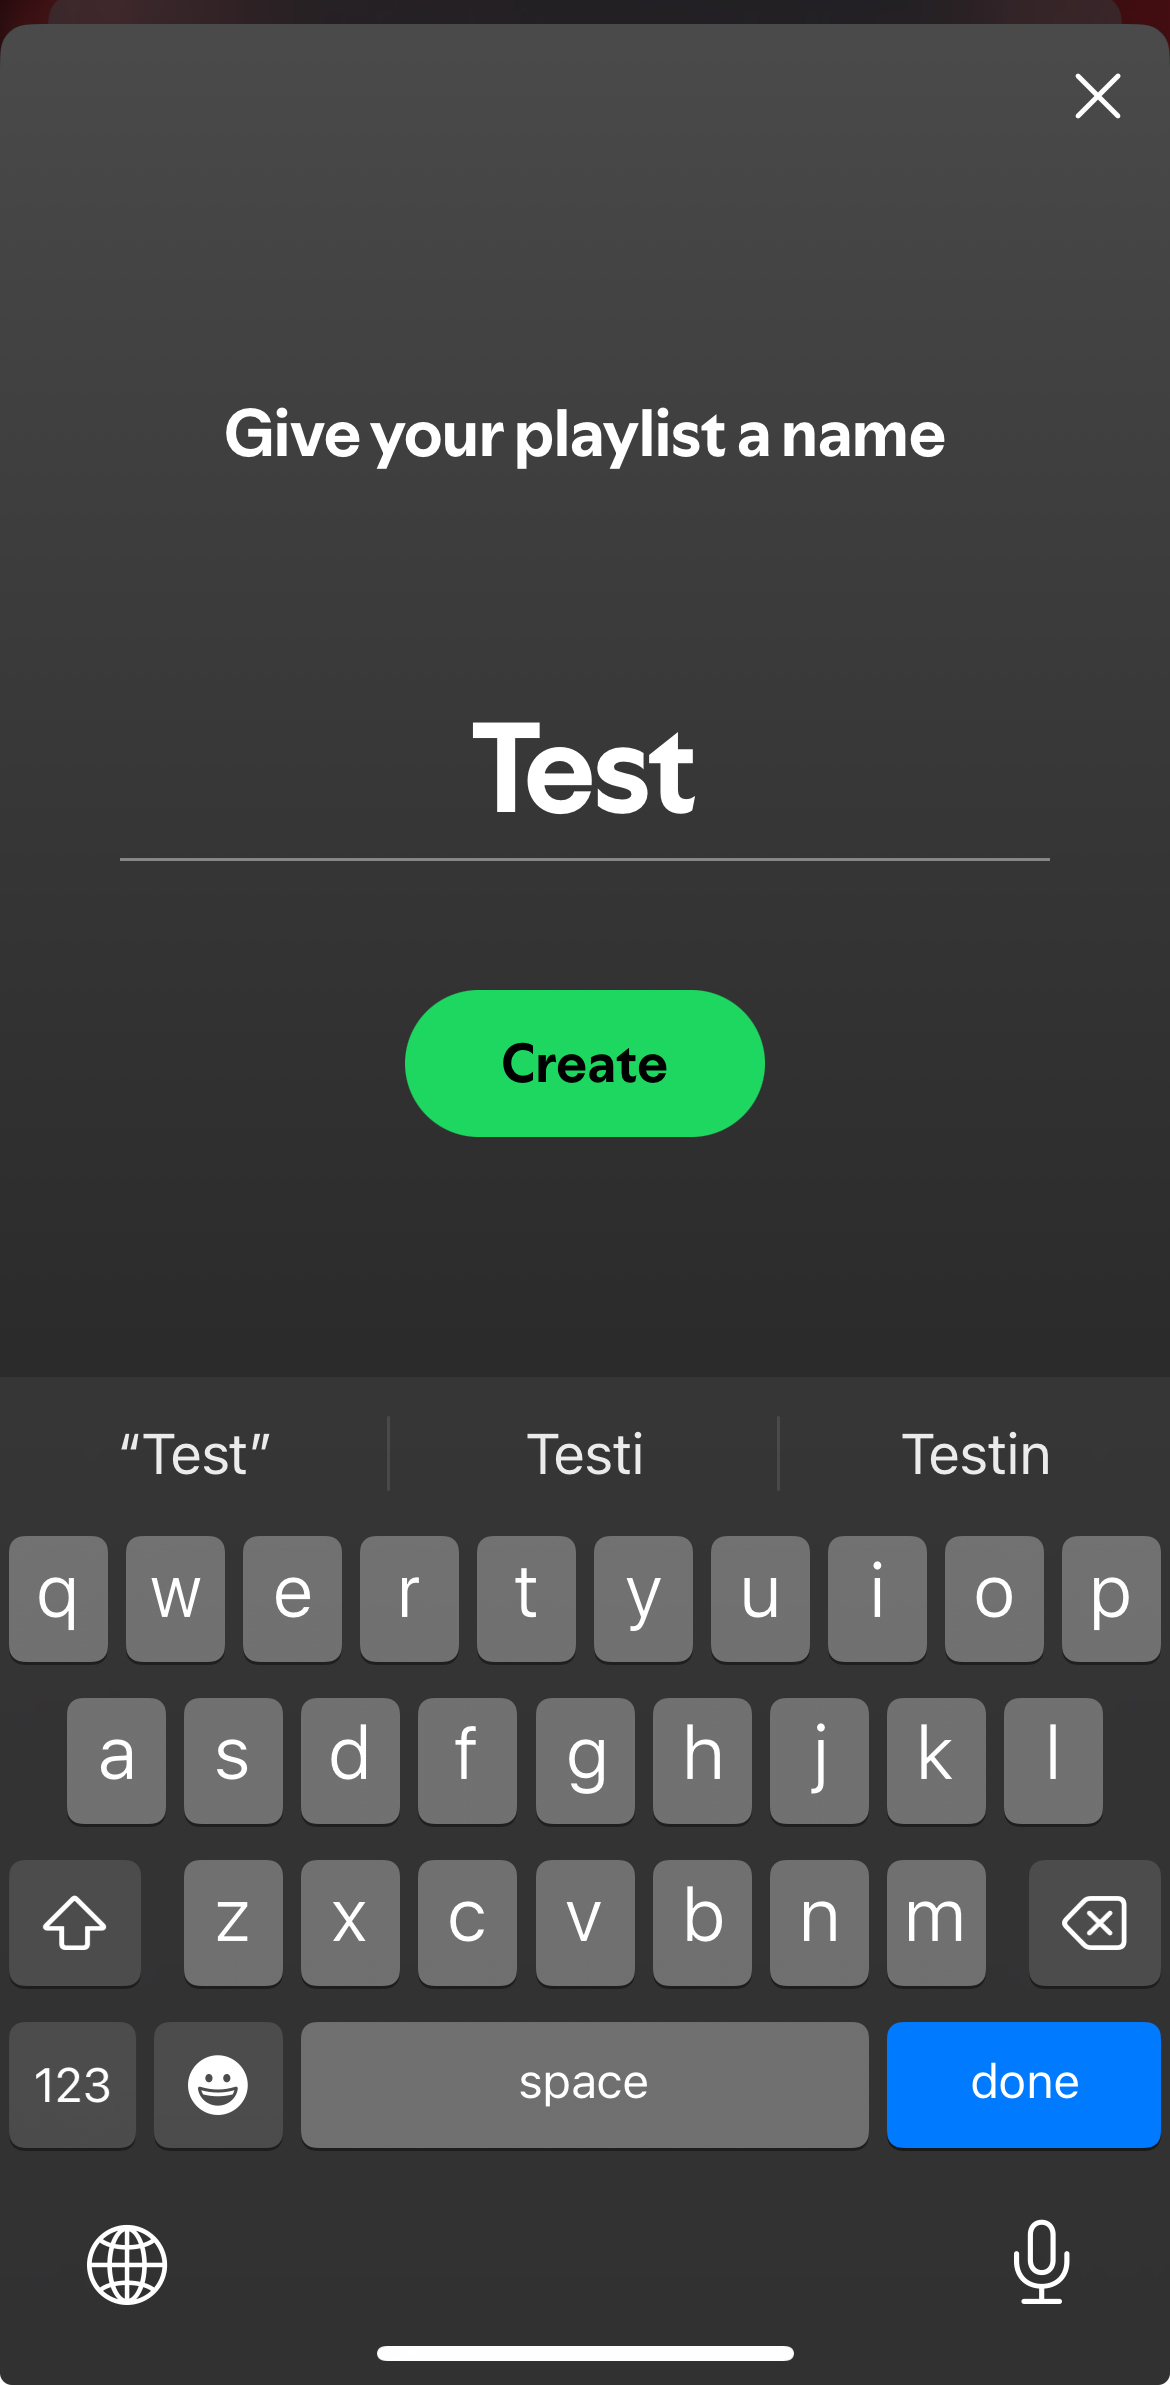 Give your playlist a name
Test
Create
“Test” Testi Testin
q w e r t y u i o p
a s d f g h j k l
z x c v b n m
123 space done